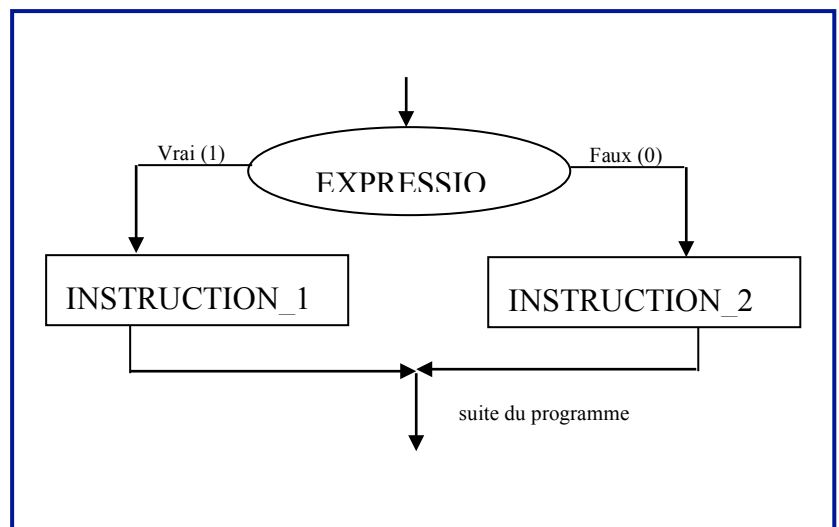 Vrai (1)
Faux (0)
EXPRESSIO
INSTRUCTION_1
INSTRUCTION_2
suite du programme